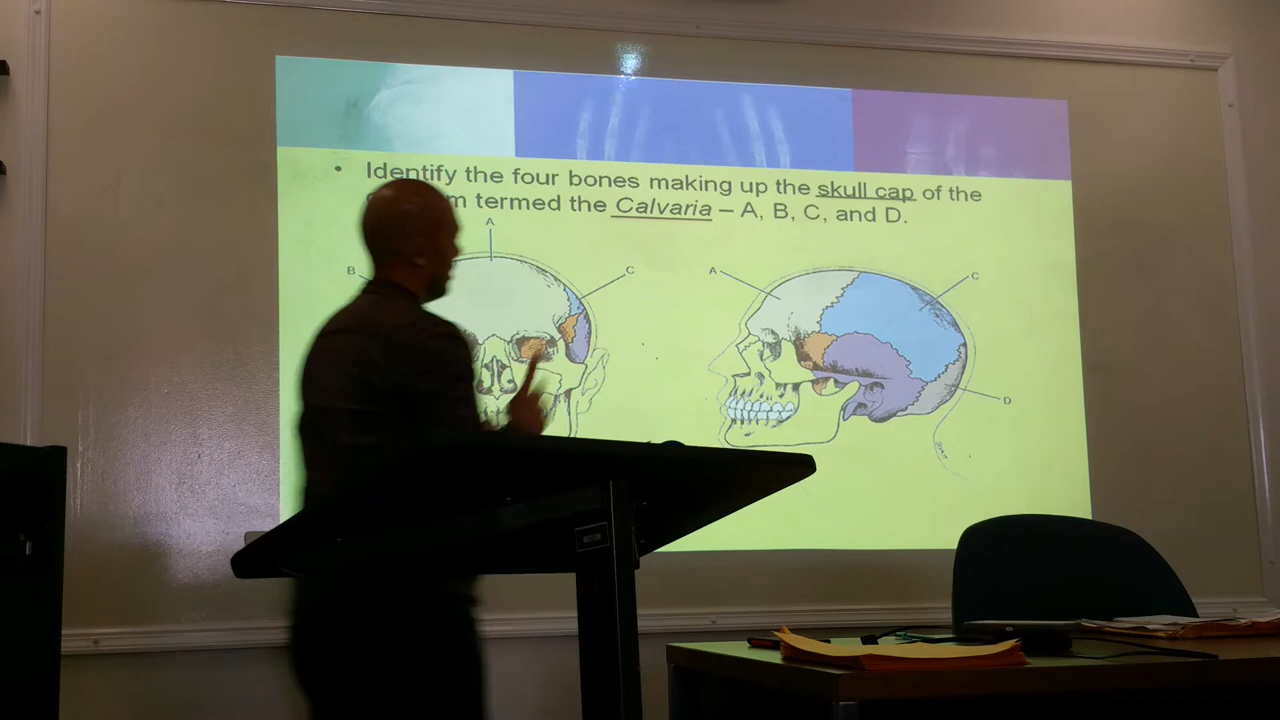 • Identify the four bones making up the skull cap of the
termed the Calvaria – A, B, C, and D.
A
B
C
A
C
D